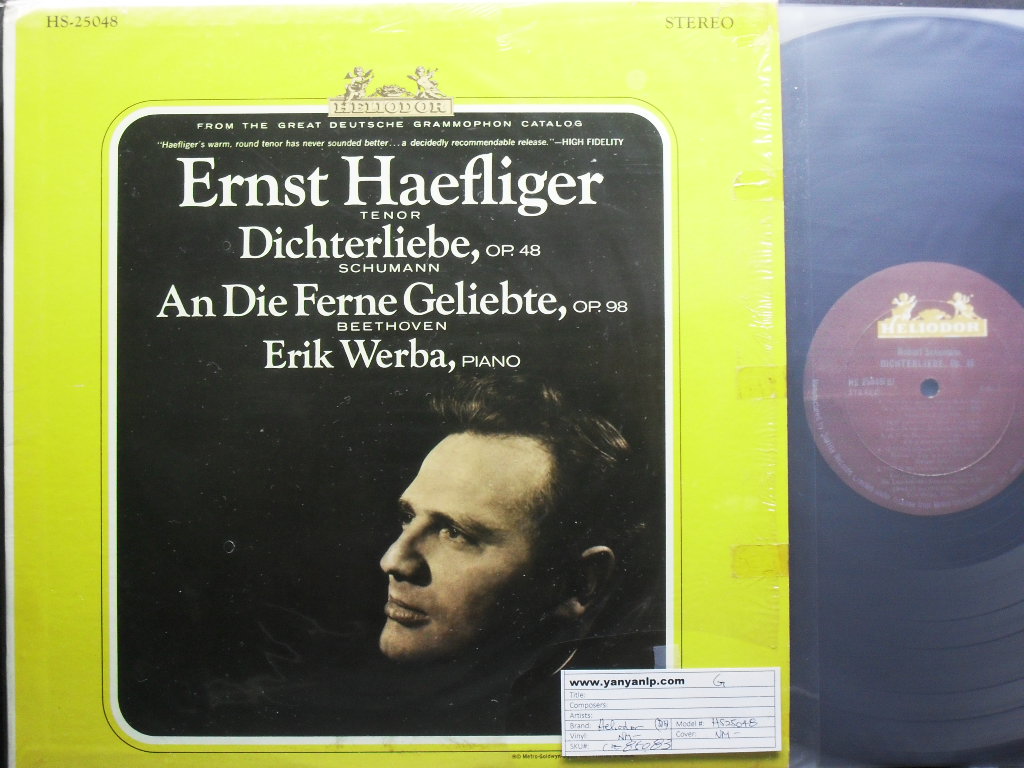 HS-25048
STEREO
HELIODOR
FROM THE GREAT DEUTSCHE GRAMMOPHON CATALOG
"Haefliger's warm, round tenor has never sounded better...a decidedly recommendable release."—HIGH FIDELITY
Ernst Haefliger
TENOR
Dichterliebe, OP. 48
SCHUMANN
An Die Ferne Geliebte, OP. 98
BEETHOVEN
Erik Werba, PIANO
HELIODOR
Robert Schumann
DICHTERLIEBE, Op. 48
STEREO
www.yanyanlp.com G
Title:
Composers:
Artists:
Brand: Heliodor Model #: HS25048
Vinyl: NM- Cover: NM-
SKU#: